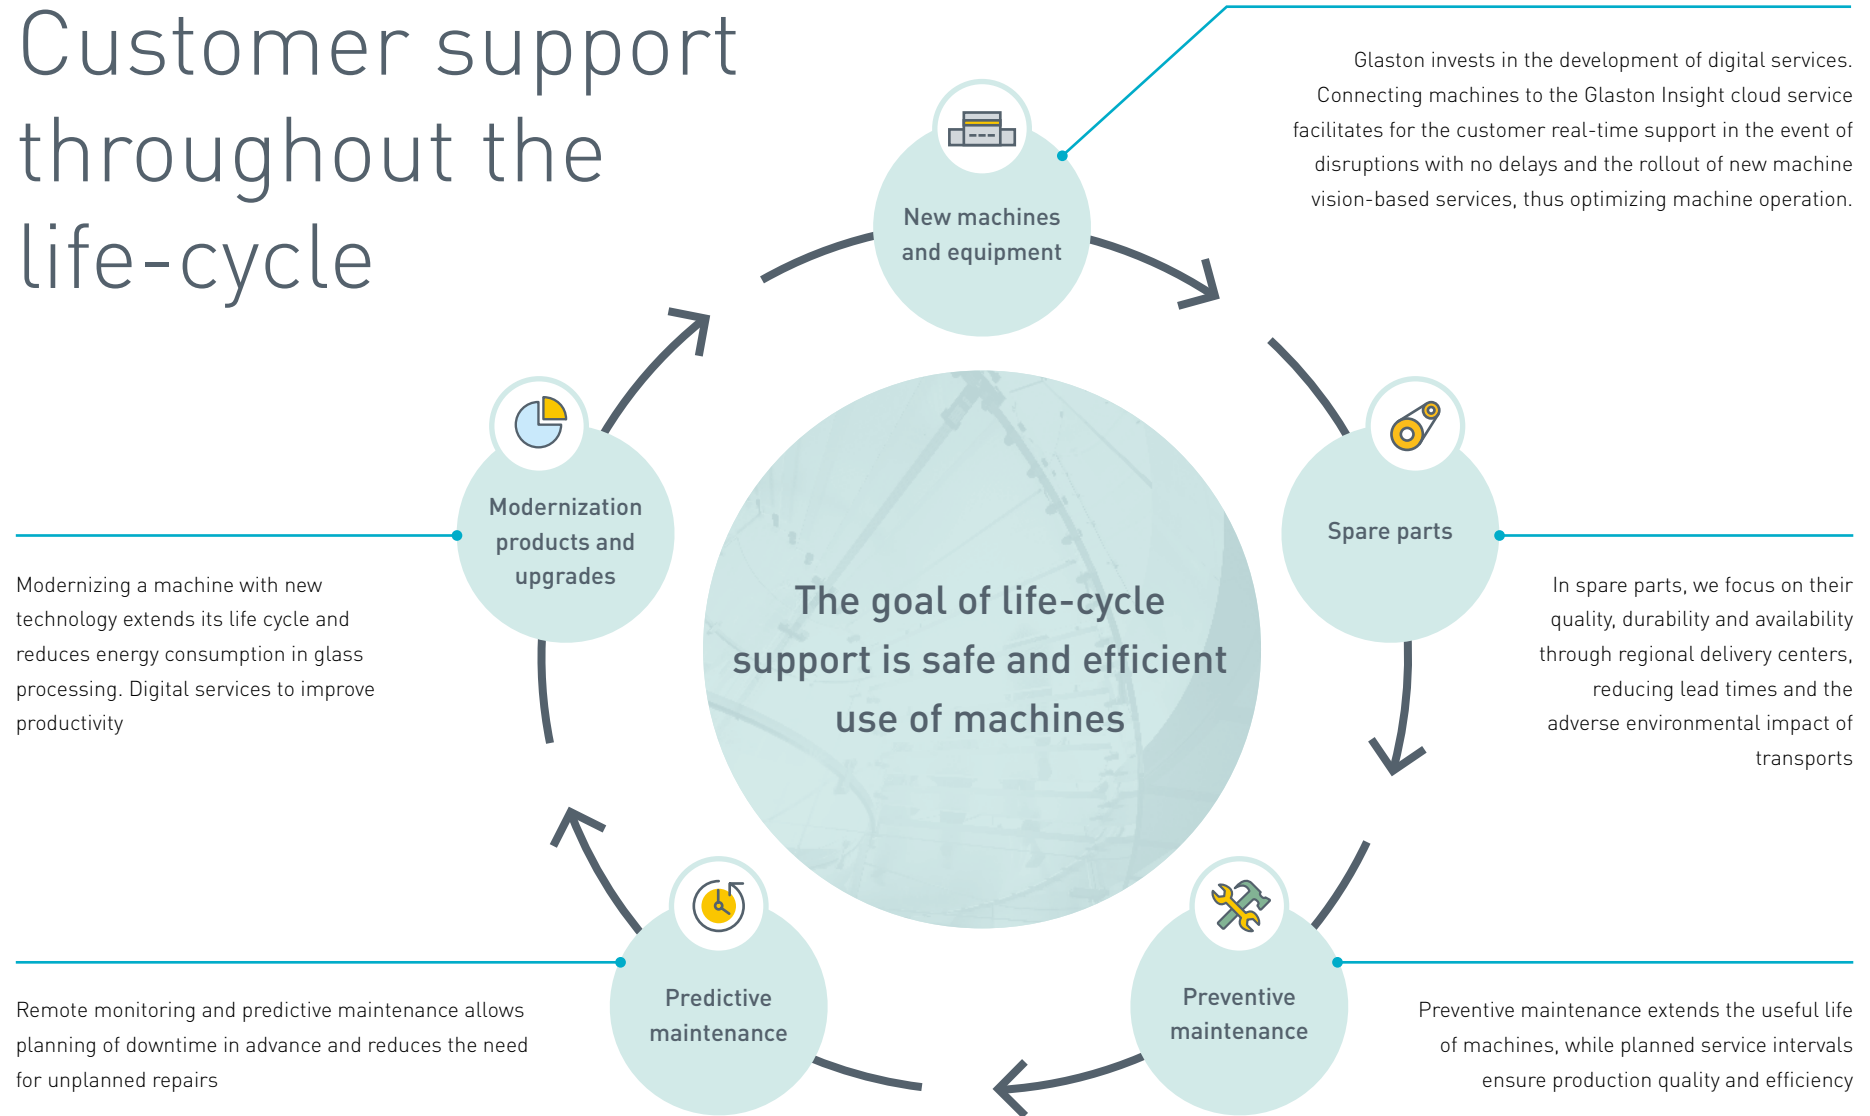 Customer support
throughout the
life-cycle
Glaston invests in the development of digital services.
Connecting machines to the Glaston Insight cloud service
facilitates for the customer real-time support in the event of
disruptions with no delays and the rollout of new machine
vision-based services, thus optimizing machine operation.
New machines
and equipment
Modernization
products and
upgrades
Spare parts
Modernizing a machine with new
technology extends its life cycle and
reduces energy consumption in glass
processing. Digital services to improve
productivity
The goal of life-cycle
support is safe and efficient
use of machines
In spare parts, we focus on their
quality, durability and availability
through regional delivery centers,
reducing lead times and the
adverse environmental impact of
transports
Predictive
maintenance
Preventive
maintenance
Remote monitoring and predictive maintenance allows
planning of downtime in advance and reduces the need
for unplanned repairs
Preventive maintenance extends the useful life
of machines, while planned service intervals
ensure production quality and efficiency